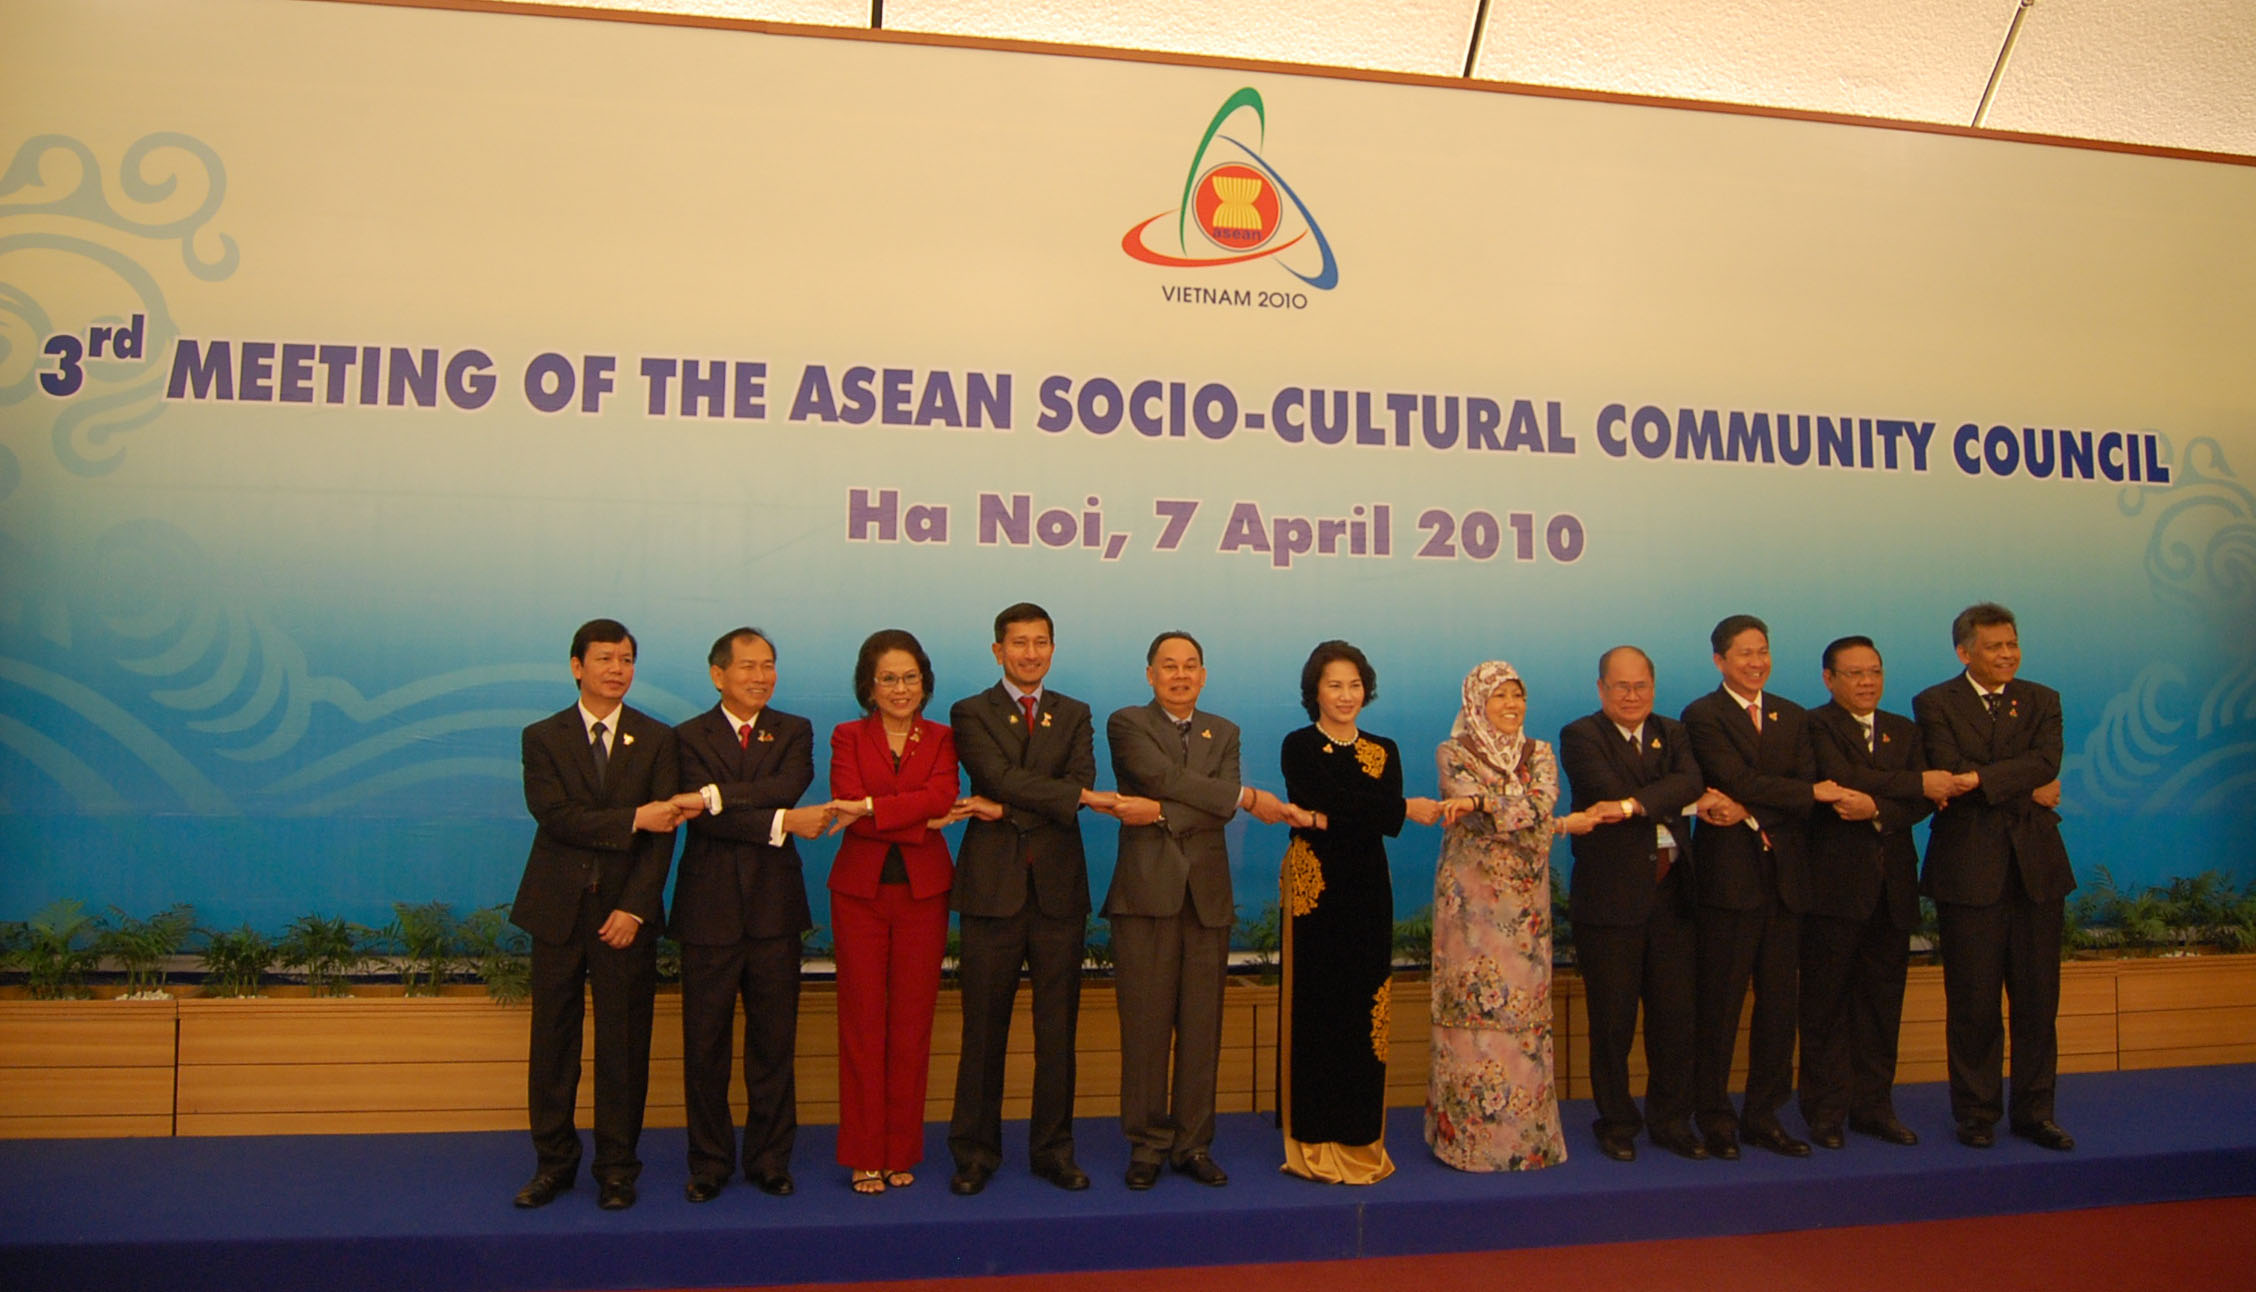 asean
VIETNAM 2010
3rd MEETING OF THE ASEAN SOCIO-CULTURAL COMMUNITY COUNCIL
Ha Noi, 7 April 2010